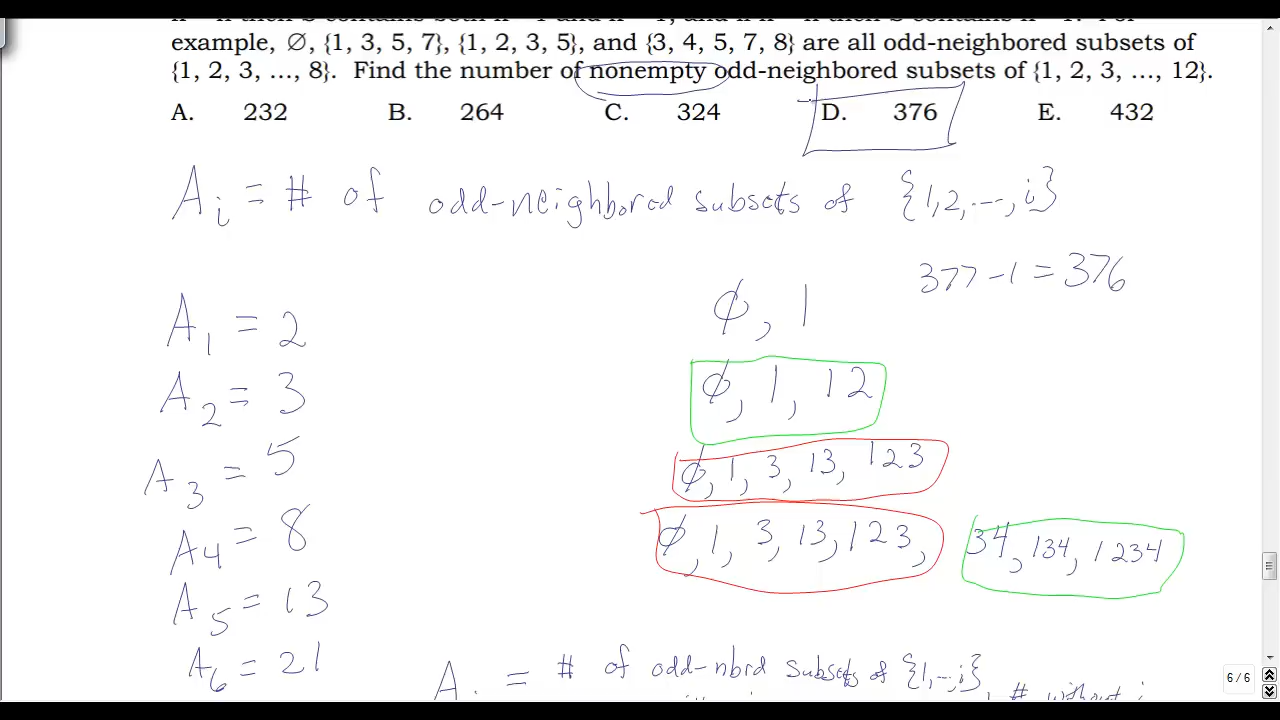 example, ∅, {1, 3, 5, 7}, {1, 2, 3, 5}, and {3, 4, 5, 7, 8} are all odd-neighbored subsets of
{1, 2, 3, …, 8}. Find the number of nonempty odd-neighbored subsets of {1, 2, 3, …, 12}.
A. 232 B. 264 C. 324 D. 376 E. 432
A_i = # of odd-neighbored subsets of {1,2,---,i}
377-1 = 376
A_1 = 2 ϕ, 1
A_2 = 3 ϕ, 1, 12
A_3 = 5 ϕ, 1, 3, 13, 123
A_4 = 8 ϕ, 1, 3, 13, 123, 34, 134, 1234
A_5 = 13
A_6 = 21
A = # of odd-nbrd subsets of {1,--,i}
# without i
6/6